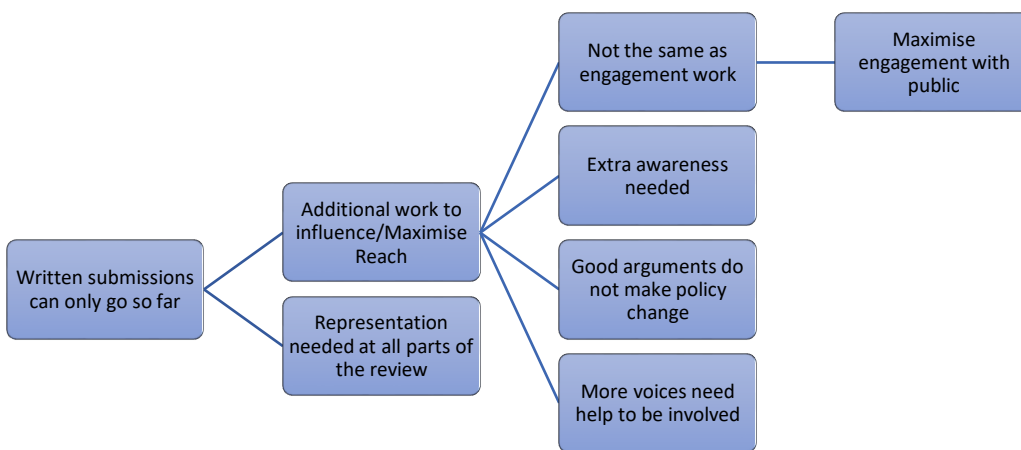 Written submissions
can only go so far
Additional work to
influence/Maximise
Reach
Representation
needed at all parts of
the review
Not the same as
engagement work
Extra awareness
needed
Good arguments do
not make policy
change
More voices need
help to be involved
Maximise
engagement with
public